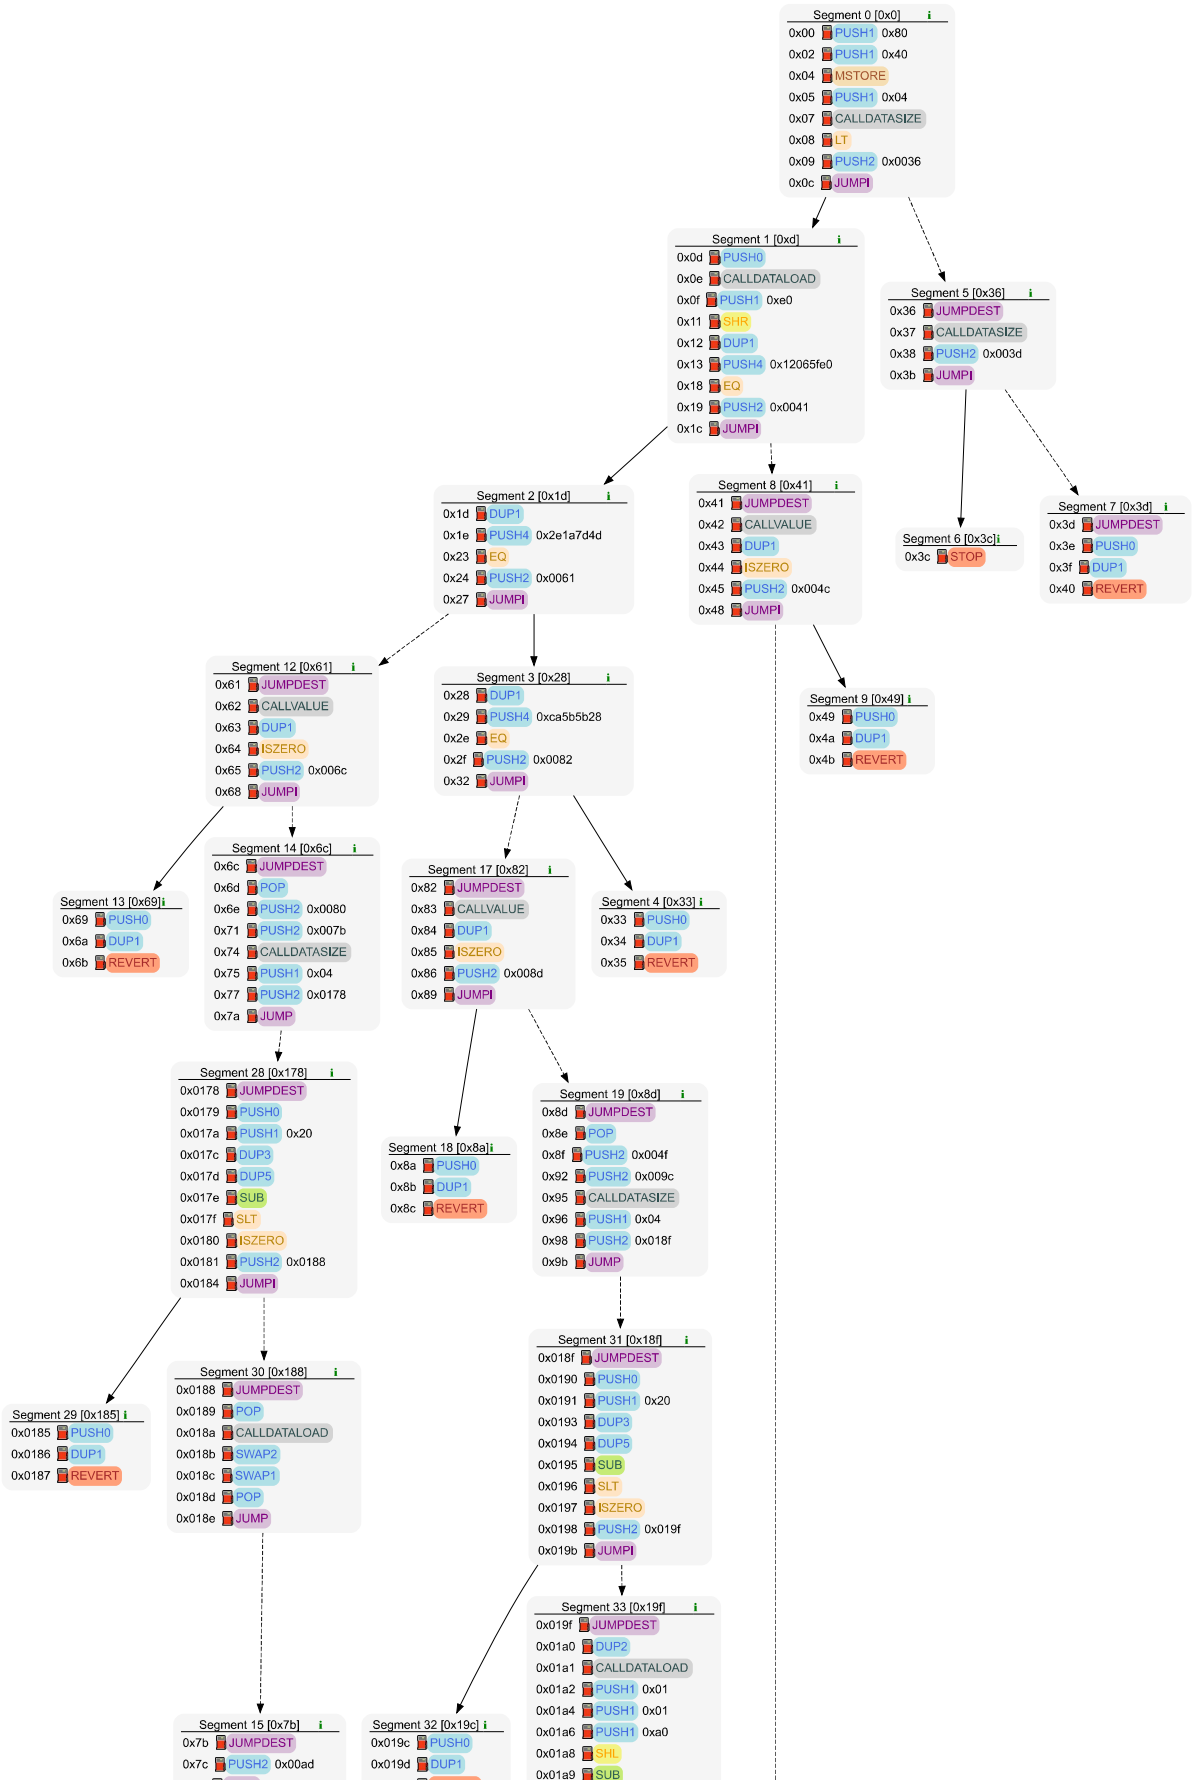 Segment 0 [0x0] i
0x00 PUSH1 0x80
0x02 PUSH1 0x40
0x04 MSTORE
0x05 PUSH1 0x04
0x07 CALLDATASIZE
0x08 LT
0x09 PUSH2 0x0036
0x0c JUMPI
Segment 1 [0xd] i
0x0d PUSH0
0x0e CALLDATALOAD
0x0f PUSH1 0xe0
0x11 SHR
0x12 DUP1
0x13 PUSH4 0x12065fe0
0x18 EQ
0x19 PUSH2 0x0041
0x1c JUMPI
Segment 5 [0x36] i
0x36 JUMPDEST
0x37 CALLDATASIZE
0x38 PUSH2 0x003d
0x3b JUMPI
Segment 2 [0x1d] i
0x1d DUP1
0x1e PUSH4 0x2e1a7d4d
0x23 EQ
0x24 PUSH2 0x0061
0x27 JUMPI
Segment 8 [0x41] i
0x41 JUMPDEST
0x42 CALLVALUE
0x43 DUP1
0x44 ISZERO
0x45 PUSH2 0x004c
0x48 JUMPI
Segment 6 [0x3c] i
0x3c STOP
Segment 7 [0x3d] i
0x3d JUMPDEST
0x3e PUSH0
0x3f DUP1
0x40 REVERT
Segment 12 [0x61] i
0x61 JUMPDEST
0x62 CALLVALUE
0x63 DUP1
0x64 ISZERO
0x65 PUSH2 0x006c
0x68 JUMPI
Segment 3 [0x28] i
0x28 DUP1
0x29 PUSH4 0xca5b5b28
0x2e EQ
0x2f PUSH2 0x0082
0x32 JUMPI
Segment 9 [0x49] i
0x49 PUSH0
0x4a DUP1
0x4b REVERT
Segment 13 [0x69] i
0x69 PUSH0
0x6a DUP1
0x6b REVERT
Segment 14 [0x6c] i
0x6c JUMPDEST
0x6d POP
0x6e PUSH2 0x0080
0x71 PUSH2 0x007b
0x74 CALLDATASIZE
0x75 PUSH1 0x04
0x77 PUSH2 0x0178
0x7a JUMP
Segment 17 [0x82] i
0x82 JUMPDEST
0x83 CALLVALUE
0x84 DUP1
0x85 ISZERO
0x86 PUSH2 0x008d
0x89 JUMPI
Segment 4 [0x33] i
0x33 PUSH0
0x34 DUP1
0x35 REVERT
Segment 28 [0x178] i
0x0178 JUMPDEST
0x0179 PUSH0
0x017a PUSH1 0x20
0x017c DUP3
0x017d DUP5
0x017e SUB
0x017f SLT
0x0180 ISZERO
0x0181 PUSH2 0x0188
0x0184 JUMPI
Segment 18 [0x8a] i
0x8a PUSH0
0x8b DUP1
0x8c REVERT
Segment 19 [0x8d] i
0x8d JUMPDEST
0x8e POP
0x8f PUSH2 0x004f
0x92 PUSH2 0x009c
0x95 CALLDATASIZE
0x96 PUSH1 0x04
0x98 PUSH2 0x018f
0x9b JUMP
Segment 29 [0x185] i
0x0185 PUSH0
0x0186 DUP1
0x0187 REVERT
Segment 30 [0x188] i
0x0188 JUMPDEST
0x0189 POP
0x018a CALLDATALOAD
0x018b SWAP2
0x018c SWAP1
0x018d POP
0x018e JUMP
Segment 31 [0x18f] i
0x018f JUMPDEST
0x0190 PUSH0
0x0191 PUSH1 0x20
0x0193 DUP3
0x0194 DUP5
0x0195 SUB
0x0196 SLT
0x0197 ISZERO
0x0198 PUSH2 0x019f
0x019b JUMPI
Segment 15 [0x7b] i
0x7b JUMPDEST
0x7c PUSH2 0x00ad
Segment 32 [0x19c] i
0x019c PUSH0
0x019d DUP1
Segment 33 [0x19f] i
0x019f JUMPDEST
0x01a0 DUP2
0x01a1 CALLDATALOAD
0x01a2 PUSH1 0x01
0x01a4 PUSH1 0x01
0x01a6 PUSH1 0xa0
0x01a8 SHL
0x01a9 SUB